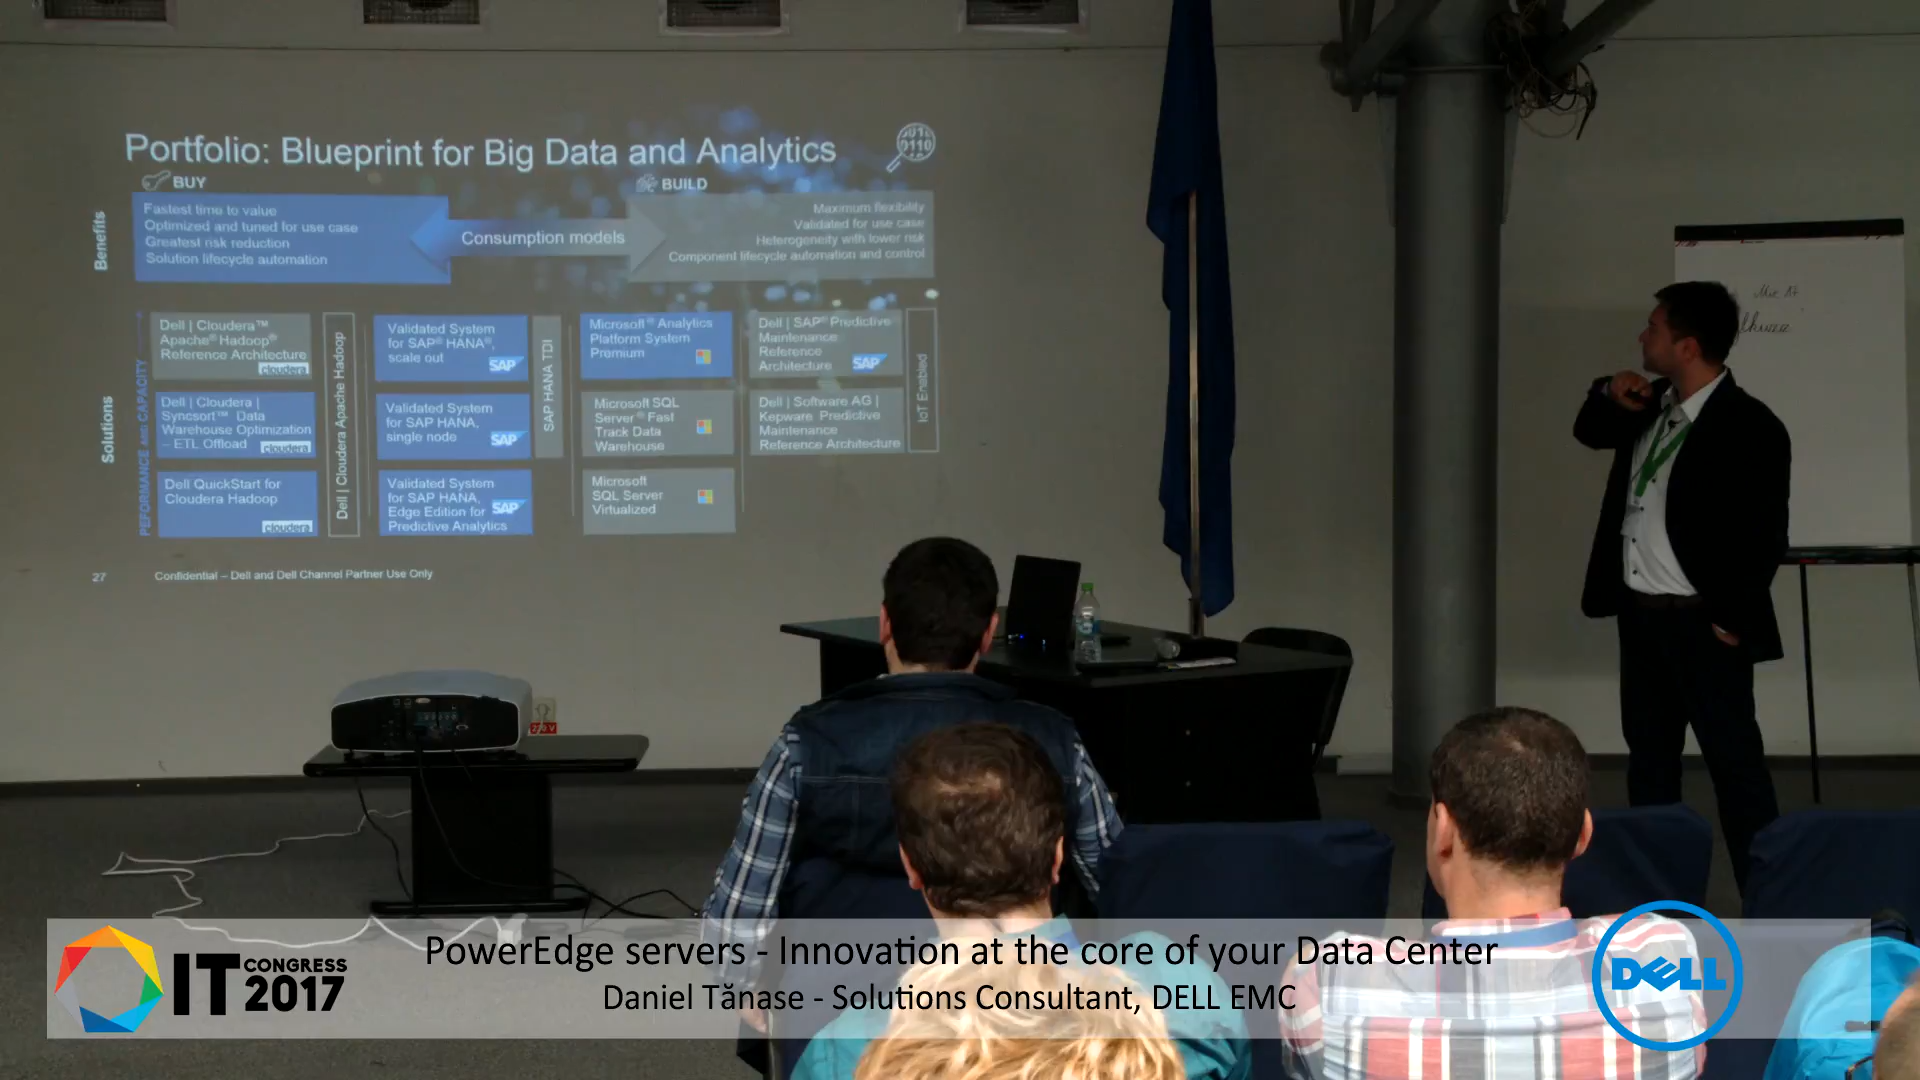 Portfolio: Blueprint for Big Data and Analytics
BUY
BUILD
Benefits
Fastest time to value
Optimized and tuned for use case
Greatest risk reduction
Solution lifecycle automation
Consumption models
Maximum flexibility
Validated for use case
Heterogeneity with lower risk
Component lifecycle automation and control
Solutions
PEFORMANCE AND CAPACITY
Dell | Cloudera™
Apache® Hadoop®
Reference Architecture
cloudera
Dell | Cloudera |
Syncsort™ Data
Warehouse Optimization
– ETL Offload
cloudera
Dell QuickStart for
Cloudera Hadoop
cloudera
Dell | Cloudera Apache Hadoop
Validated System
for SAP® HANA®,
scale out
SAP
Validated System
for SAP HANA,
single node
SAP
Validated System
for SAP HANA,
Edge Edition for
Predictive Analytics
SAP
SAP HANA TDI
Microsoft® Analytics
Platform System
Premium
Microsoft SQL
Server® Fast
Track Data
Warehouse
Microsoft
SQL Server
Virtualized
Dell | SAP® Predictive
Maintenance
Reference
Architecture
SAP
Dell | Software AG |
Kepware Predictive
Maintenance
Reference Architecture
IoT Enabled
27
Confidential – Dell and Dell Channel Partner Use Only
230 V
IT CONGRESS
2017
PowerEdge servers - Innovation at the core of your Data Center
Daniel Tănase - Solutions Consultant, DELL EMC
DELL